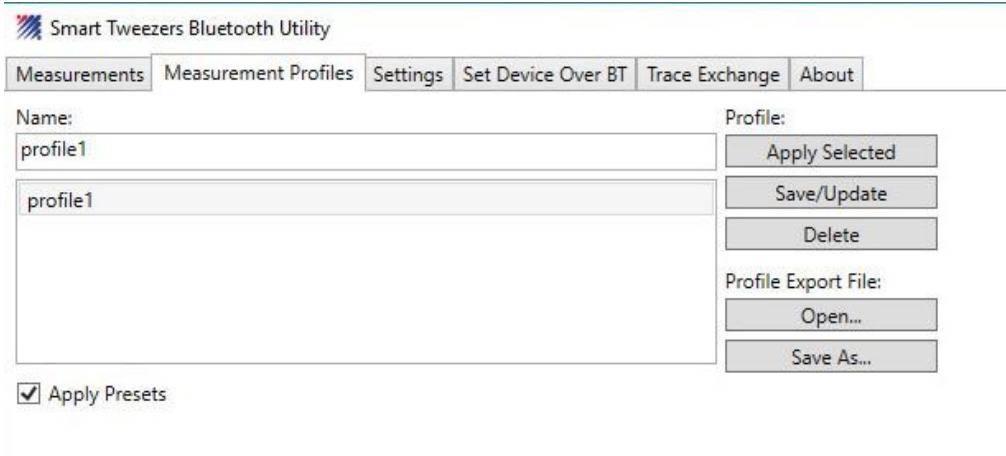 Smart Tweezers Bluetooth Utility
Measurements Measurement Profiles Settings Set Device Over BT Trace Exchange About
Name:
profile1
profile1
Apply Presets
Profile:
Apply Selected
Save/Update
Delete
Profile Export File:
Open...
Save As...